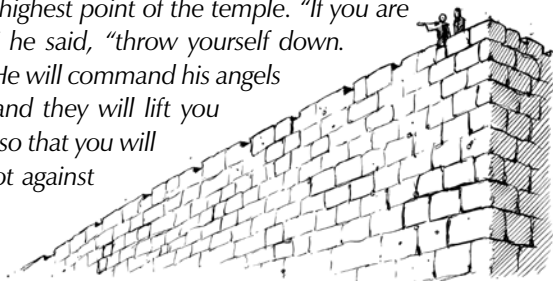 highest point of the temple. “If you are
he said, “throw yourself down.
He will command his angels
and they will lift you
so that you will
ot against